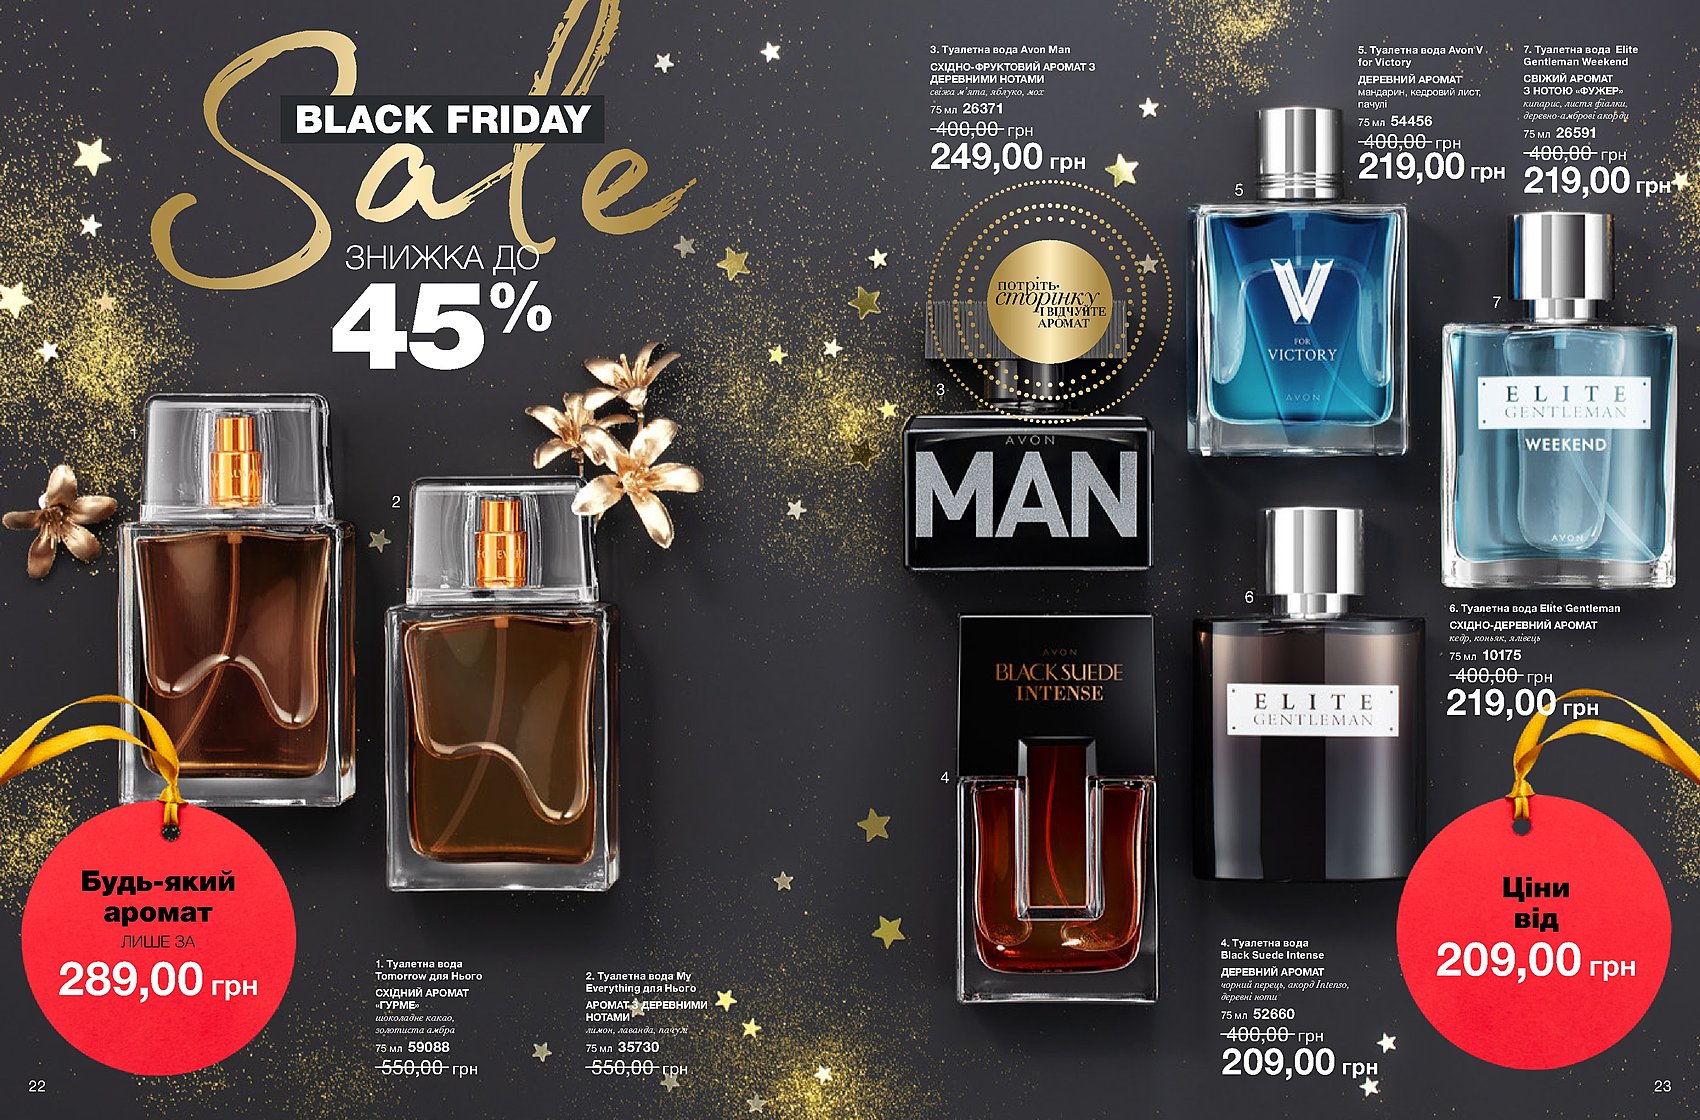 BLACK FRIDAY
Sale
ЗНИЖКА ДО
45%
1
2
Будь-який
аромат
ЛИШЕ ЗА
289,00 грн
1. Туалетна вода
Tomorrow для Нього
СХІДНИЙ АРОМАТ
«ГУРМЕ»
шоколадне какао,
золотиста амбра
75 мл 59088
550,00 грн
2. Туалетна вода My
Everything для Нього
АРОМАТ З ДЕРЕВНИМИ
НОТАМИ
лимон, лаванда, пачулі
75 мл 35730
550,00 грн
22
3. Туалетна вода Avon Man
СХІДНО-ФРУКТОВИЙ АРОМАТ З
ДЕРЕВНИМИ НОТАМИ
свіжа м'ята, яблуко, мох
75 мл 26371
400,00 грн
249,00 грн
5. Туалетна вода Avon V
for Victory
ДЕРЕВНИЙ АРОМАТ
мандарин, кедровий лист,
пачулі
75 мл 54456
400,00 грн
219,00 грн
7. Туалетна вода Elite
Gentleman Weekend
СВІЖИЙ АРОМАТ
З НОТОЮ «ФУЖЕР»
кипарис, листя фіалки,
деревно-амброві акорди
75 мл 26591
400,00 грн
219,00 грн
потріть
сторінку
І ВІДЧУЙТЕ
АРОМАТ
3
AVON
MAN
5
V
FOR
VICTORY
AVON
7
ELITE
GENTLEMAN
WEEKEND
AVON
6. Туалетна вода Elite Gentleman
СХІДНО-ДЕРЕВНИЙ АРОМАТ
кедр, коньяк, ялівець
75 мл 10175
400,00 грн
219,00 грн
4
AVON
BLACK SUEDE
INTENSE
6
ELITE
GENTLEMAN
4. Туалетна вода
Black Suede Intense
ДЕРЕВНИЙ АРОМАТ
чорний перець, акорд Intenso,
деревні ноти
75 мл 52660
400,00 грн
209,00 грн
Ціни
від
209,00 грн
23